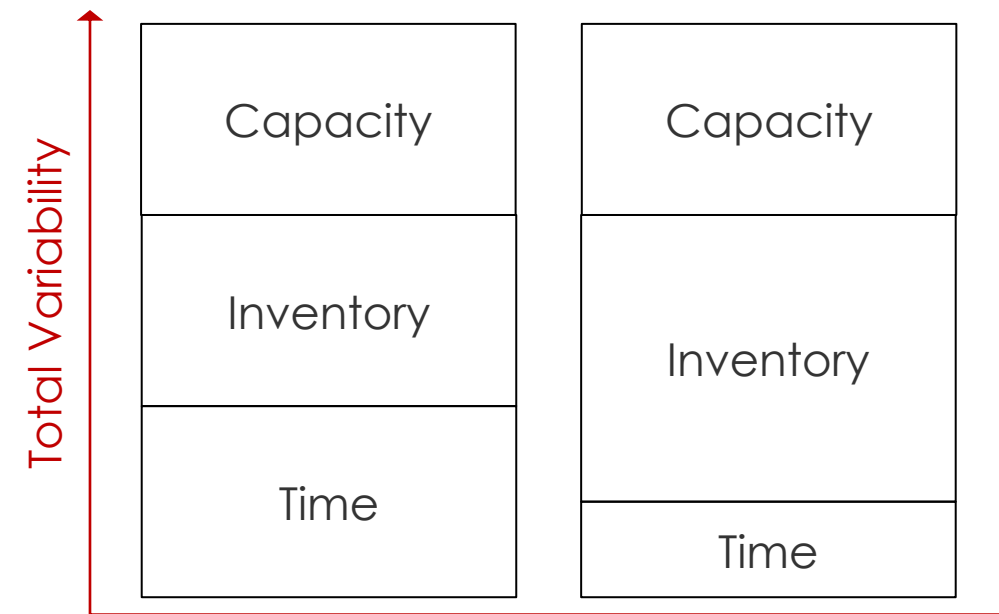 Total Variability
Capacity
Inventory
Time
Capacity
Inventory
Time